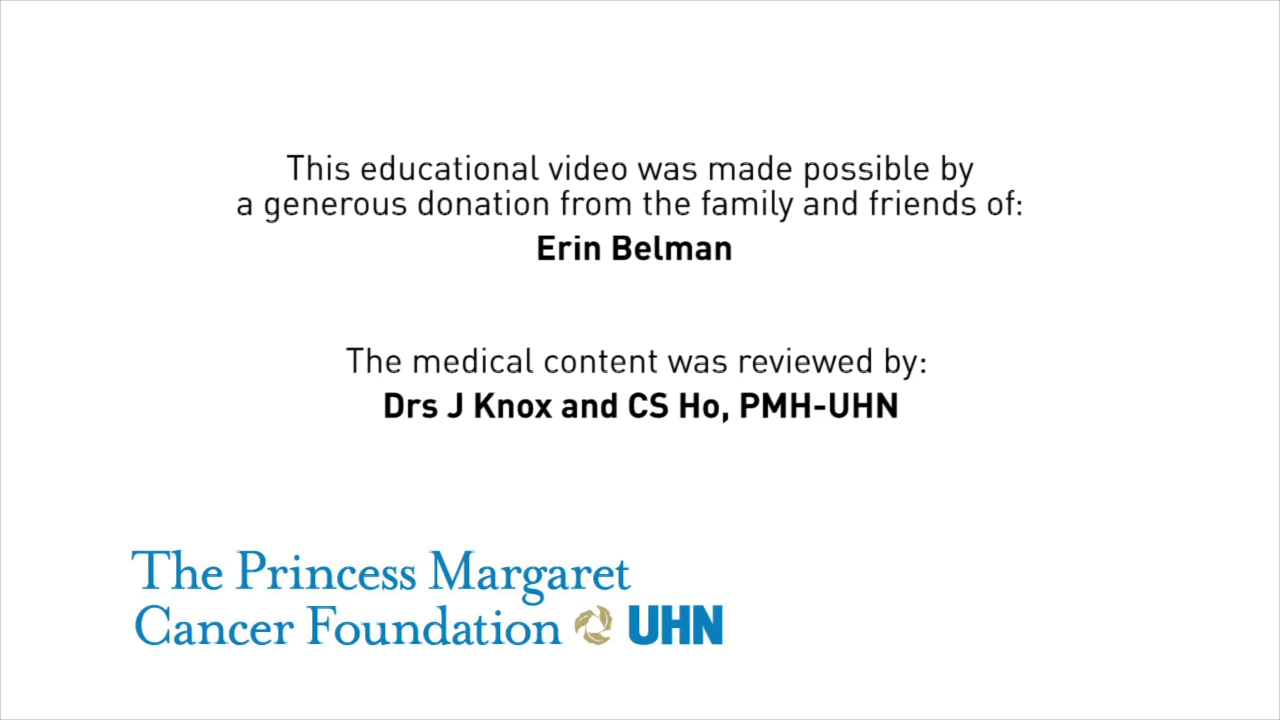 This educational video was made possible by
a generous donation from the family and friends of:
Erin Belman
The medical content was reviewed by:
Drs J Knox and CS Ho, PMH-UHN
The Princess Margaret
Cancer Foundation UHN